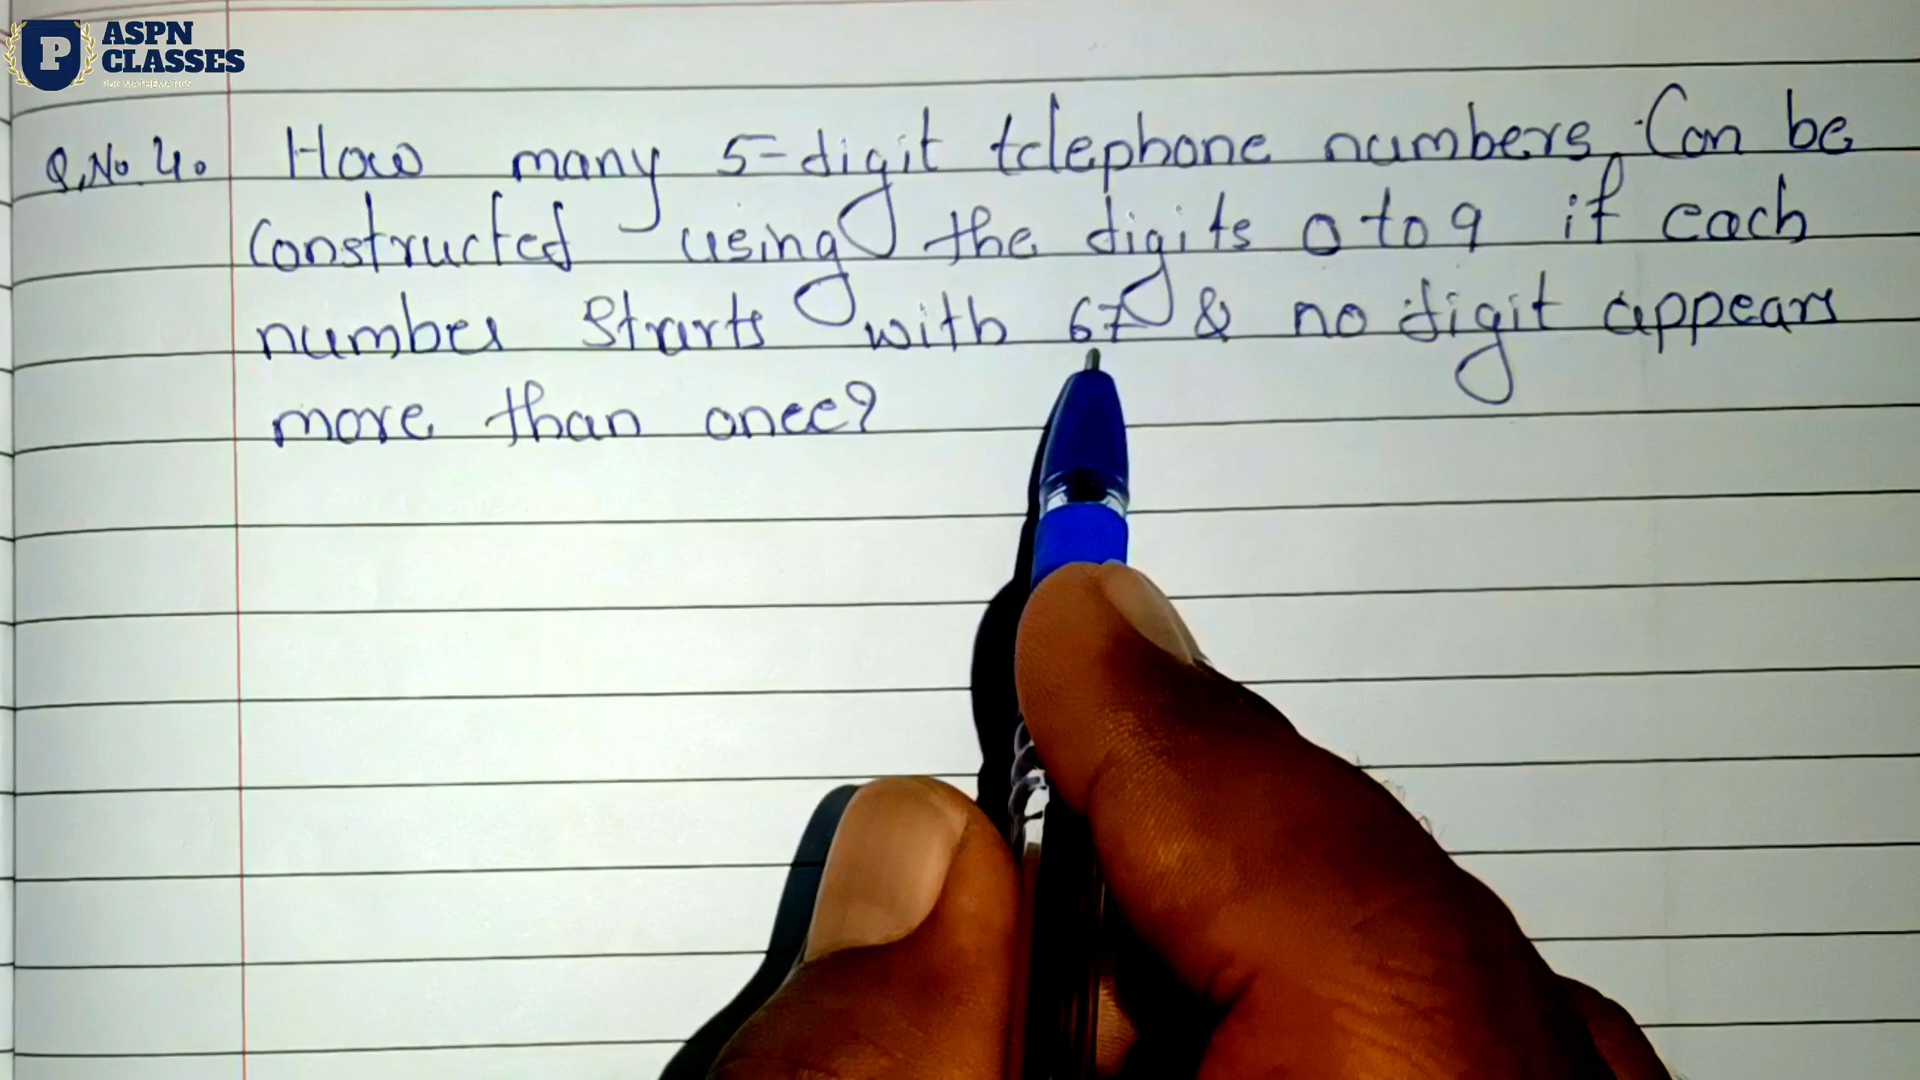 P
ASPN
CLASSES
Q.No.4. How many 5-digit telephone numbers can be
constructed using the digits 0 to 9 if each
number starts with 67 & no digit appears
more than once?